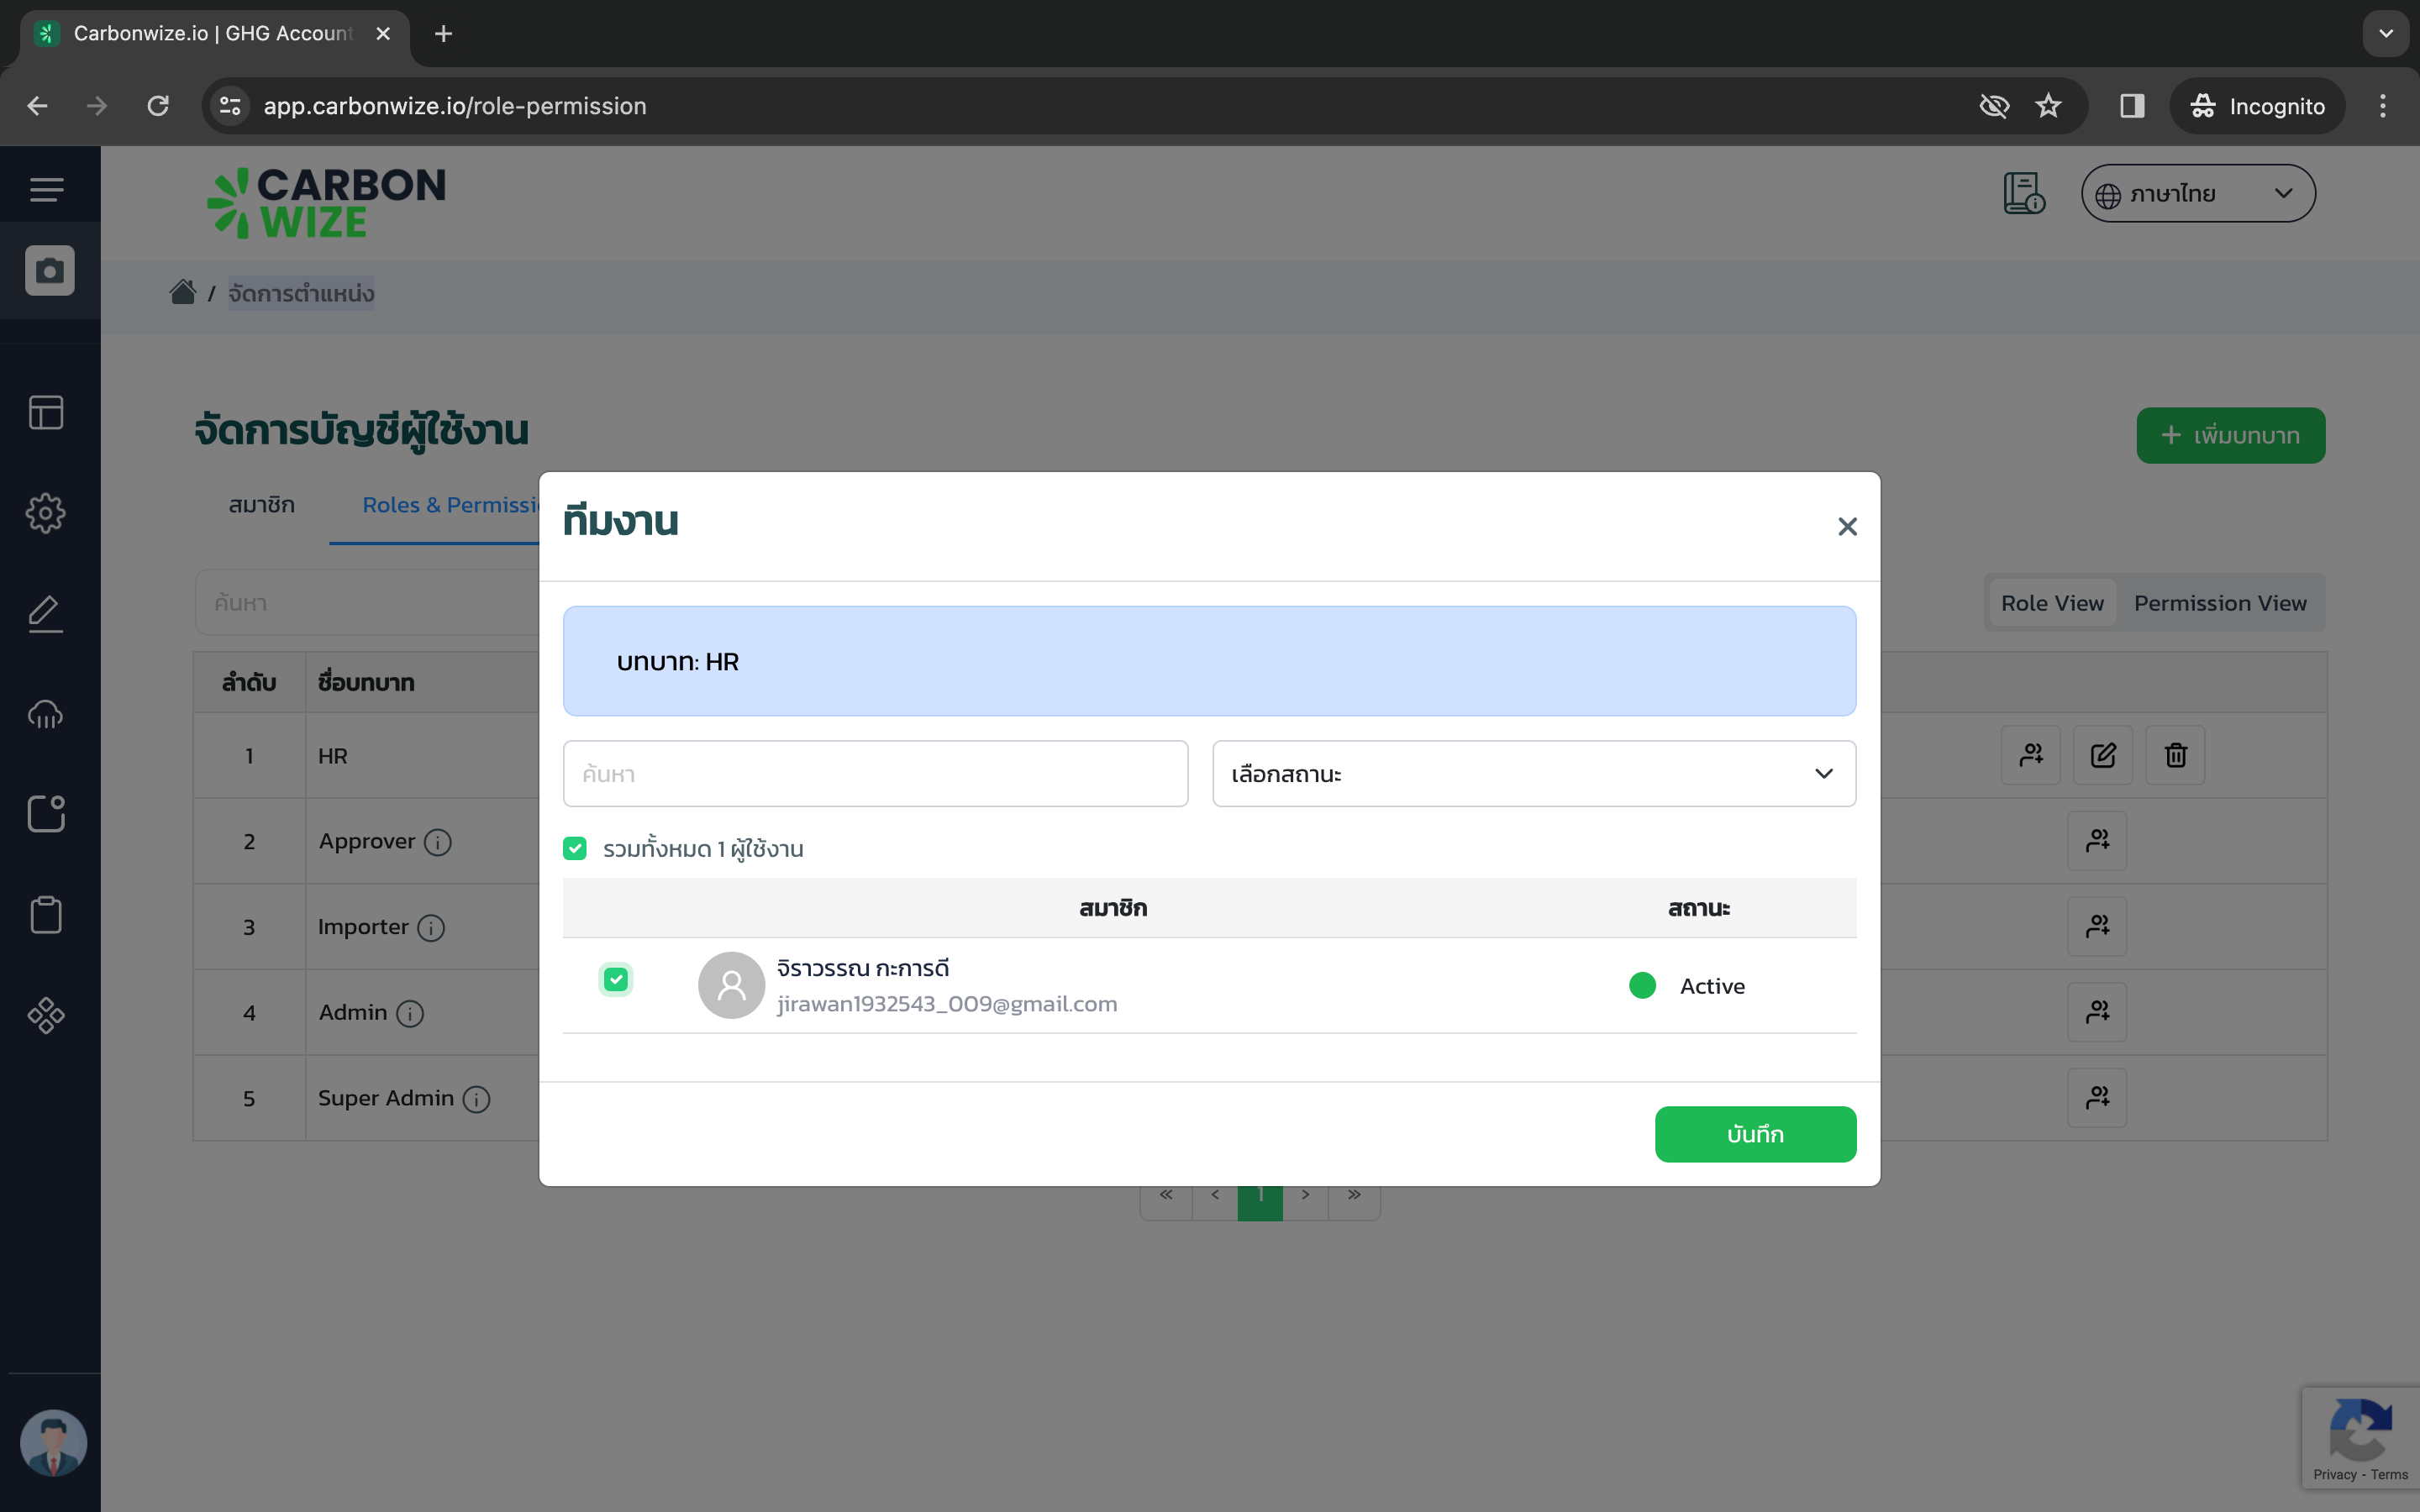 Carbonwize.io | GHG Account
app.carbonwize.io/role-permission
Incognito
CARBON
WIZE
ภาษาไทย
/ จัดการตำแหน่ง
จัดการบัญชีผู้ใช้งาน
+ เพิ่มบทบาท
สมาชิก
Roles & Permissi
ทีมงาน
ค้นหา
Role View
Permission View
บทบาท: HR
ลำดับ
ชื่อบทบาท
1
HR
ค้นหา
เลือกสถานะ
2
Approver
รวมทั้งหมด 1 ผู้ใช้งาน
สมาชิก
สถานะ
3
Importer
จิราวรรณ กะการดี
jirawan1932543_009@gmail.com
Active
4
Admin
5
Super Admin
บันทึก
« < 1 > »
Privacy - Terms